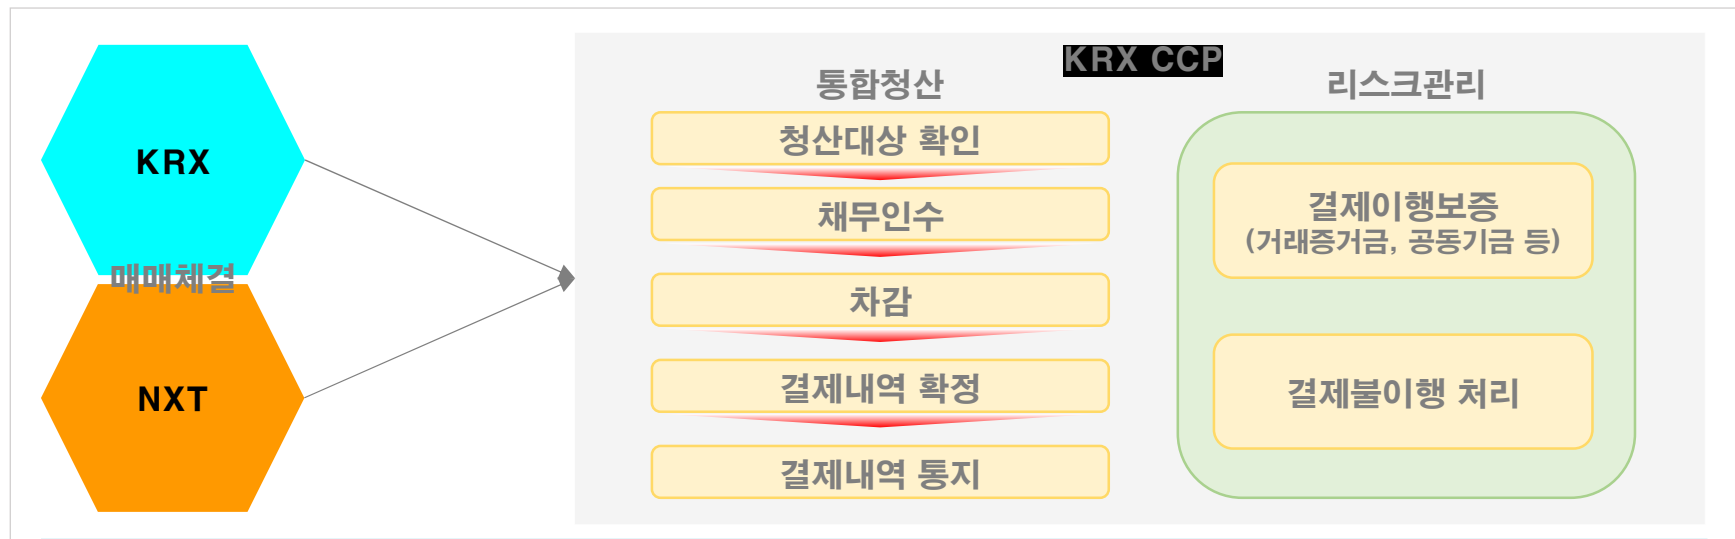 KRX
매매체결
NXT
KRX CCP
통합청산
청산대상 확인
채무인수
차감
결제내역 확정
결제내역 통지
리스크관리
결제이행보증
(거래증거금, 공동기금 등)
결제불이행 처리